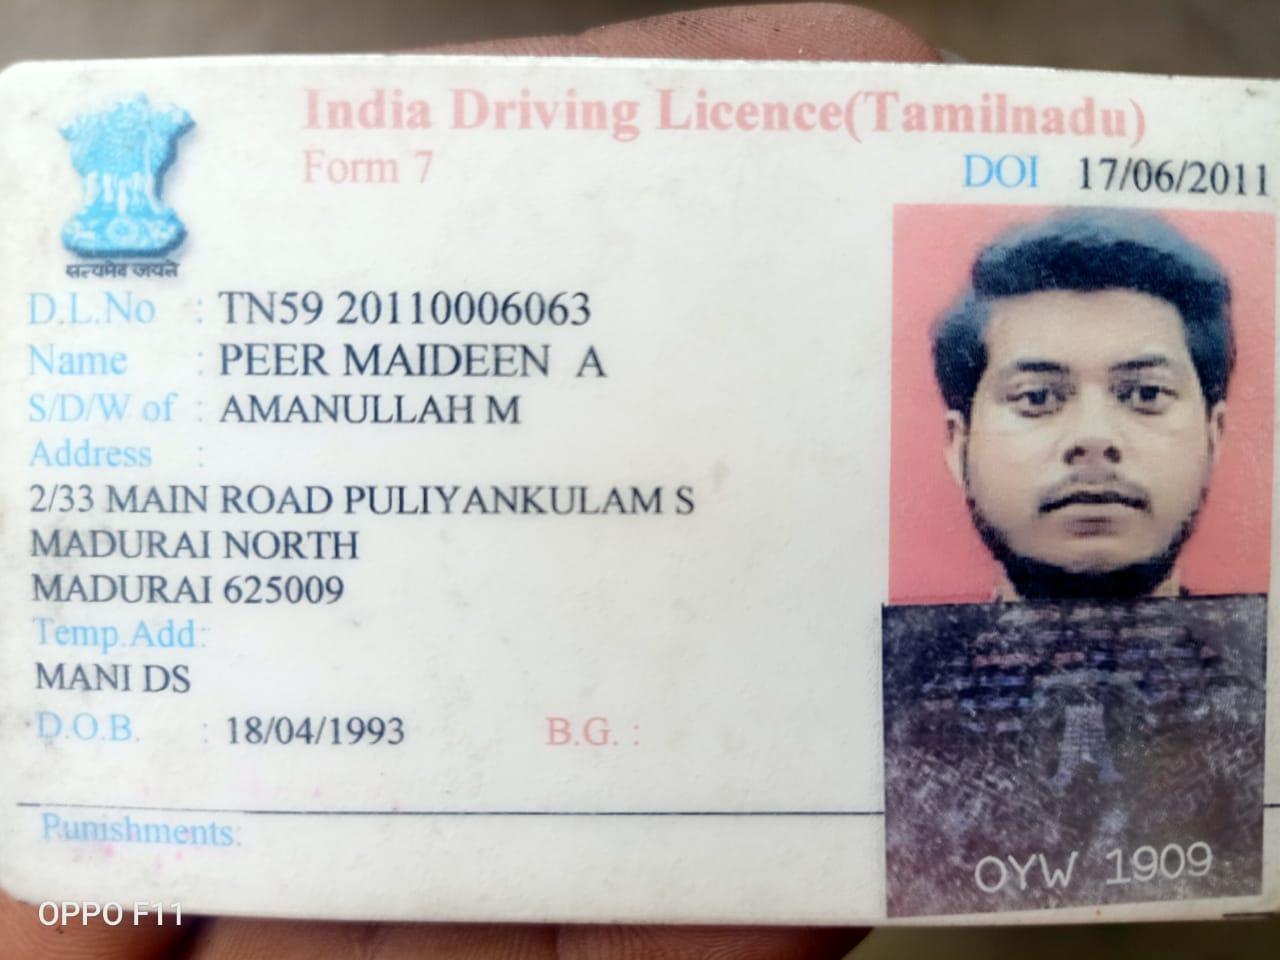 India Driving Licence(Tamilnadu)
Form 7
DOI 17/06/2011
सत्यमेव जयते
D.L.No : TN59 20110006063
Name : PEER MAIDEEN A
S/D/W of : AMANULLAH M
Address :
2/33 MAIN ROAD PULIYANKULAM S
MADURAI NORTH
MADURAI 625009
Temp.Add:
MANI DS
D.O.B. : 18/04/1993 B.G. :
Punishments:
OYW 1909
OPPO F11